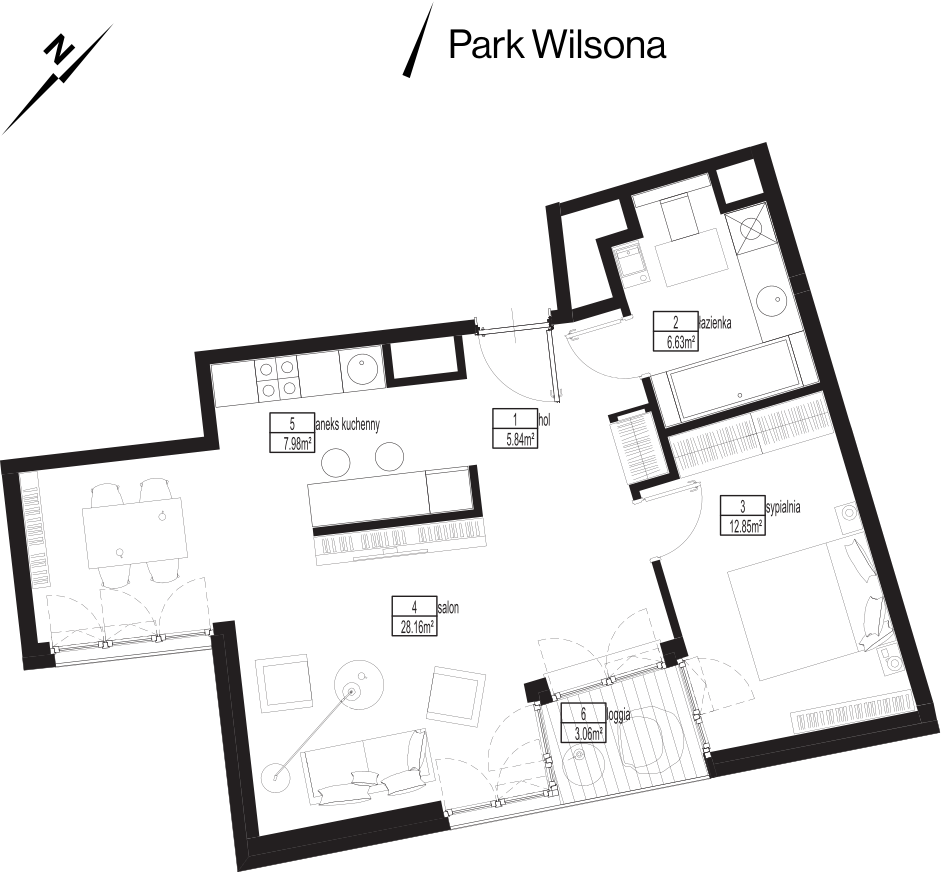 N
Park Wilsona
2 łazienka
6.63m²
5 aneks kuchenny
7.98m²
1 hol
5.84m²
3 sypialnia
12.85m²
4 salon
28.16m²
6 loggia
3.06m²